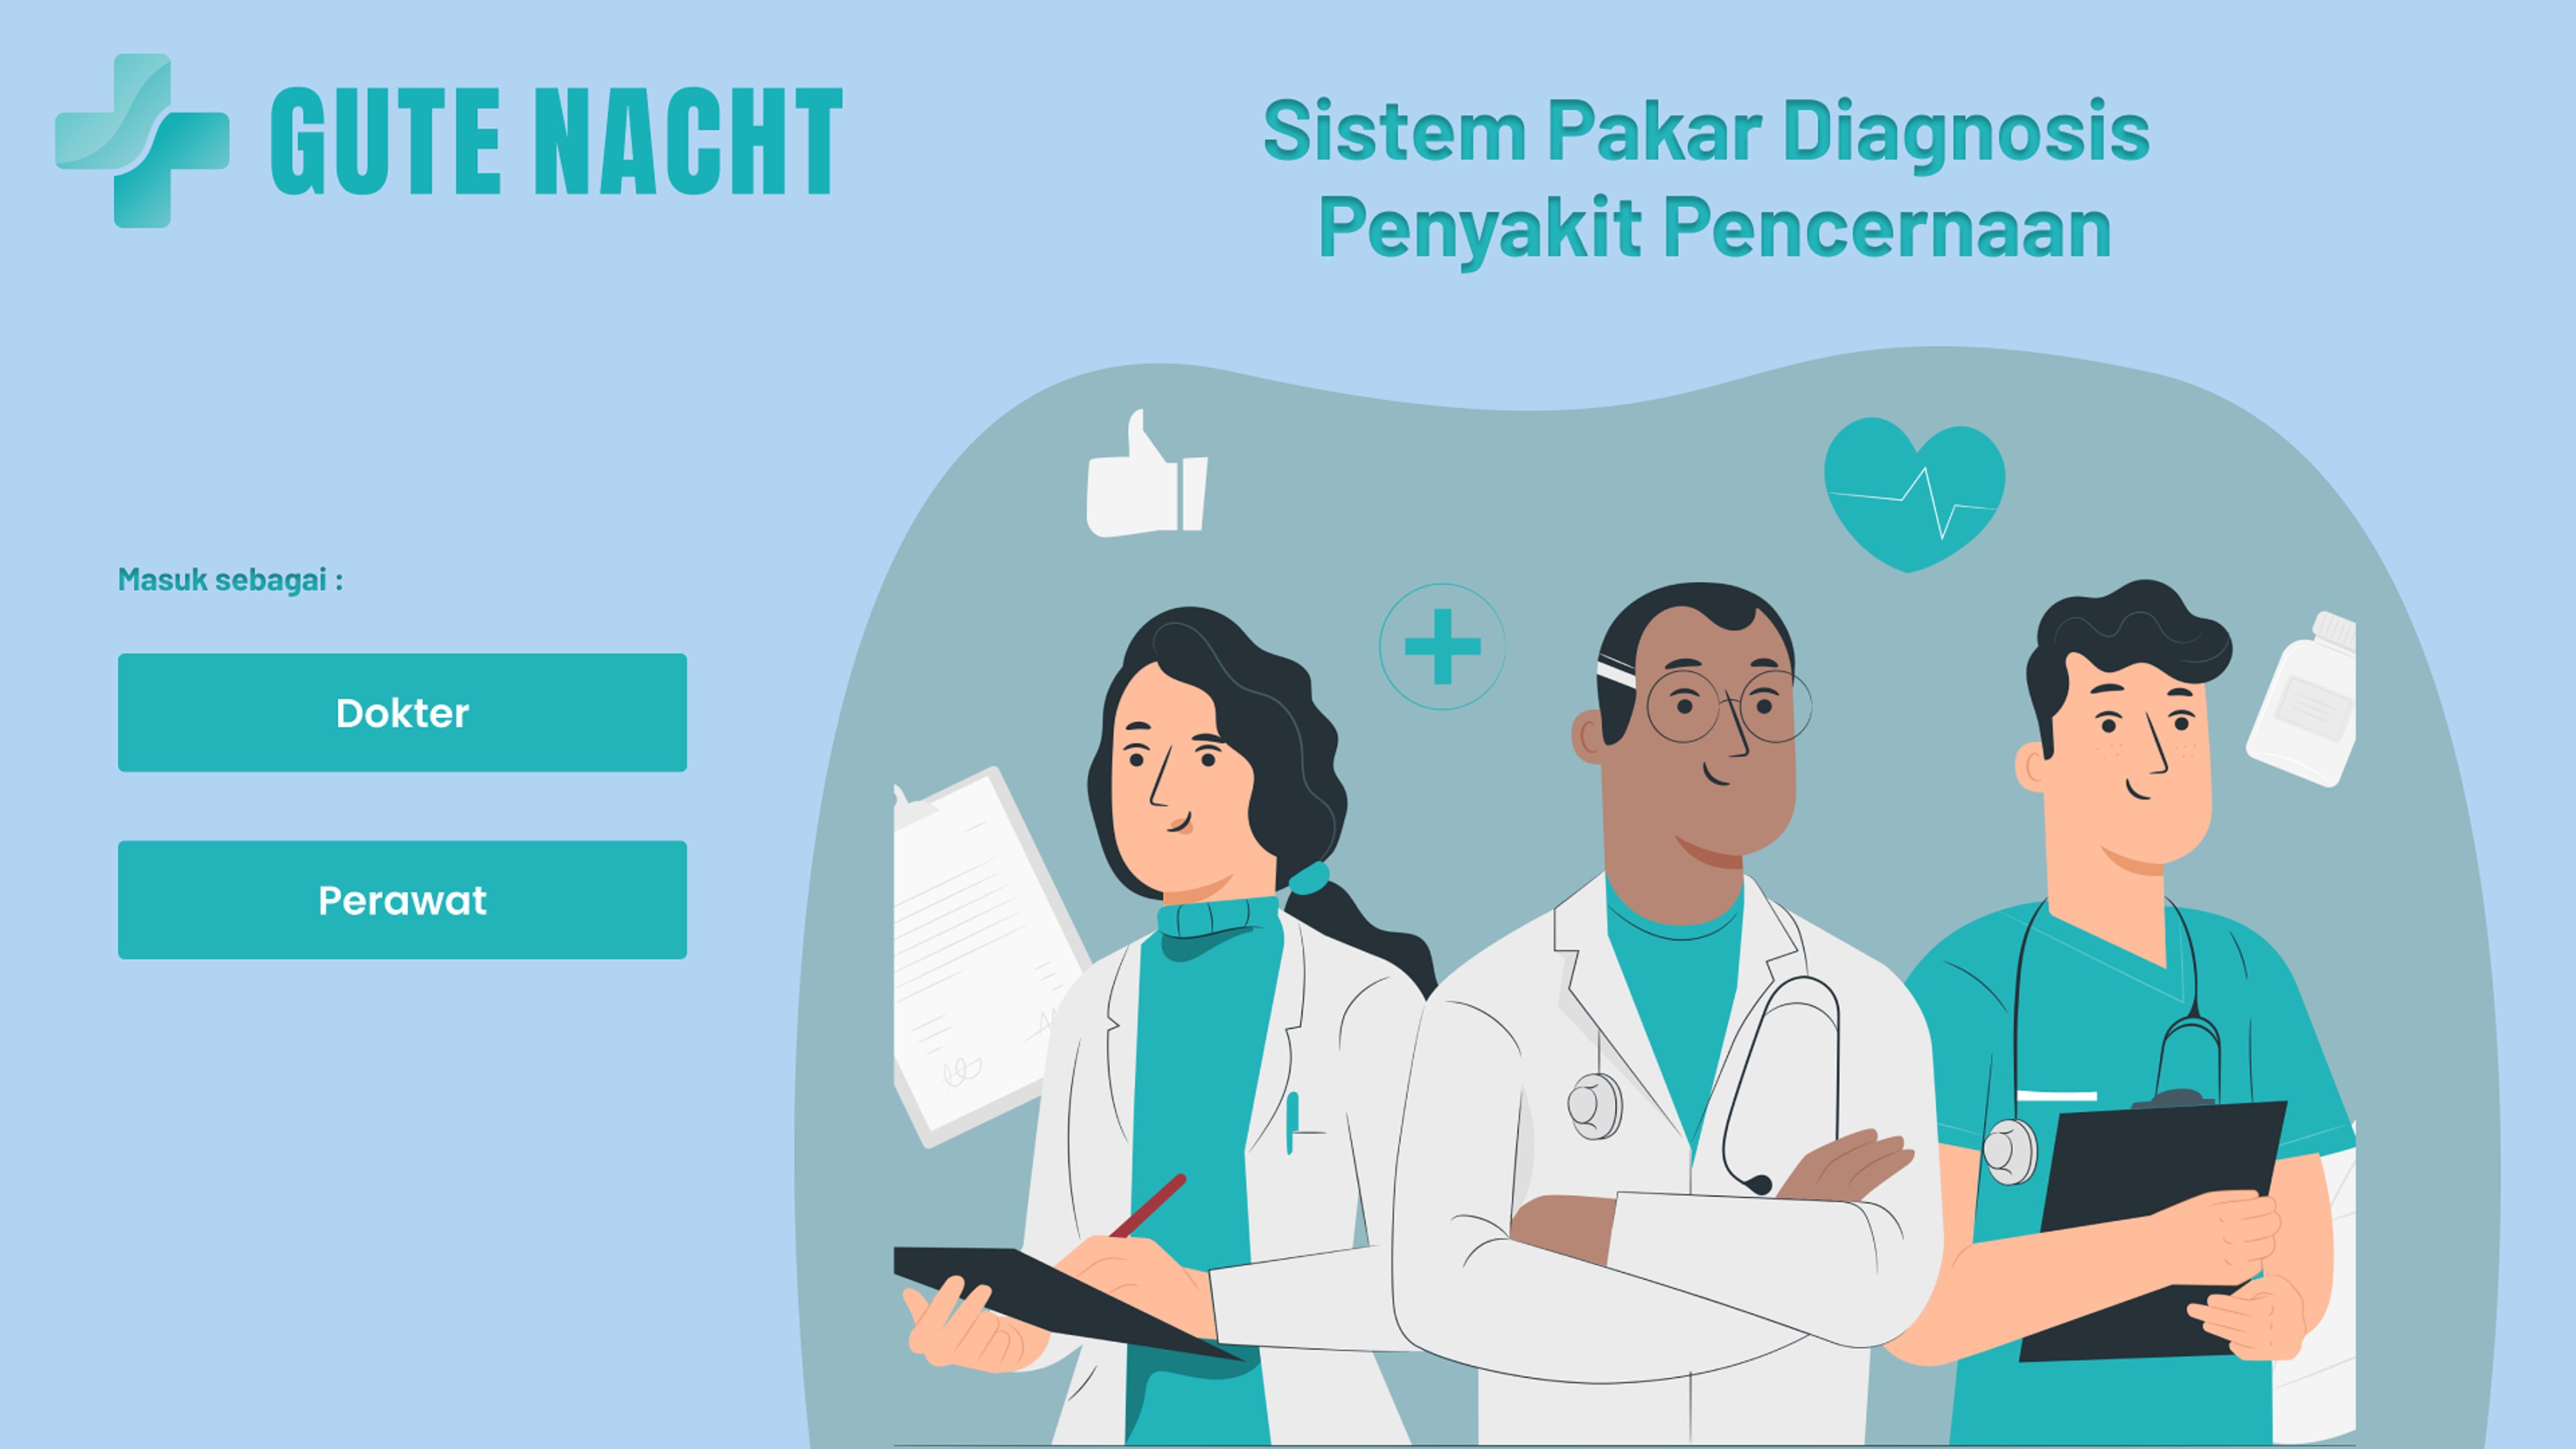 GUTE NACHT
Sistem Pakar Diagnosis
Penyakit Pencernaan
Masuk sebagai :
Dokter
Perawat